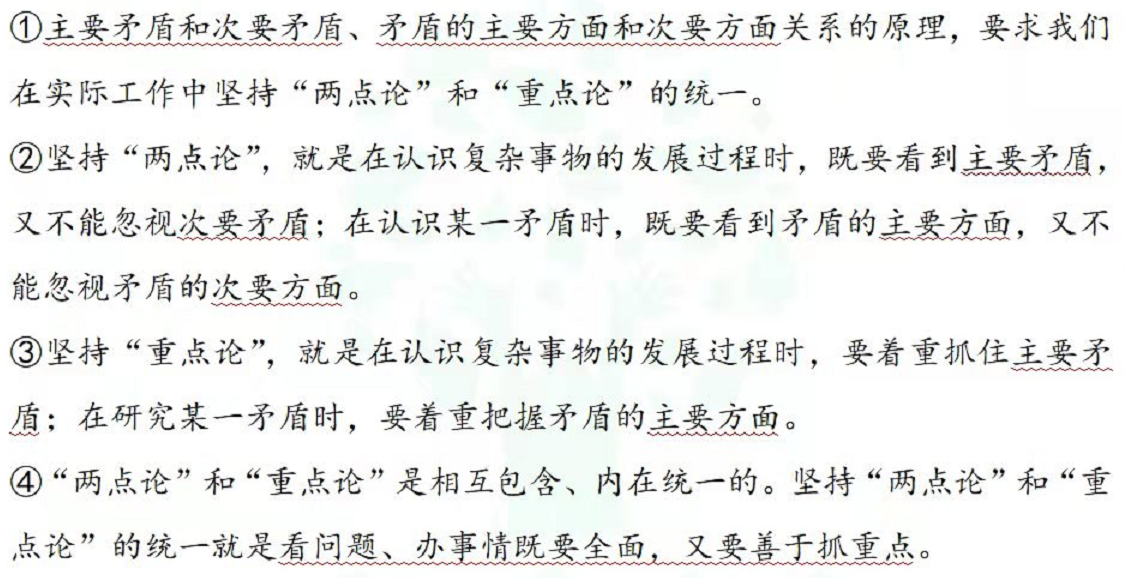 ①主要矛盾和次要矛盾、矛盾的主要方面和次要方面关系的原理，要求我们
在实际工作中坚持“两点论”和“重点论”的统一。
②坚持“两点论”，就是在认识复杂事物的发展过程时，既要看到主要矛盾，
又不能忽视次要矛盾；在认识某一矛盾时，既要看到矛盾的主要方面，又不
能忽视矛盾的次要方面。
③坚持“重点论”，就是在认识复杂事物的发展过程时，要着重抓住主要矛
盾；在研究某一矛盾时，要着重把握矛盾的主要方面。
④“两点论”和“重点论”是相互包含、内在统一的。坚持“两点论”和“重
点论”的统一就是看问题、办事情既要全面，又要善于抓重点。